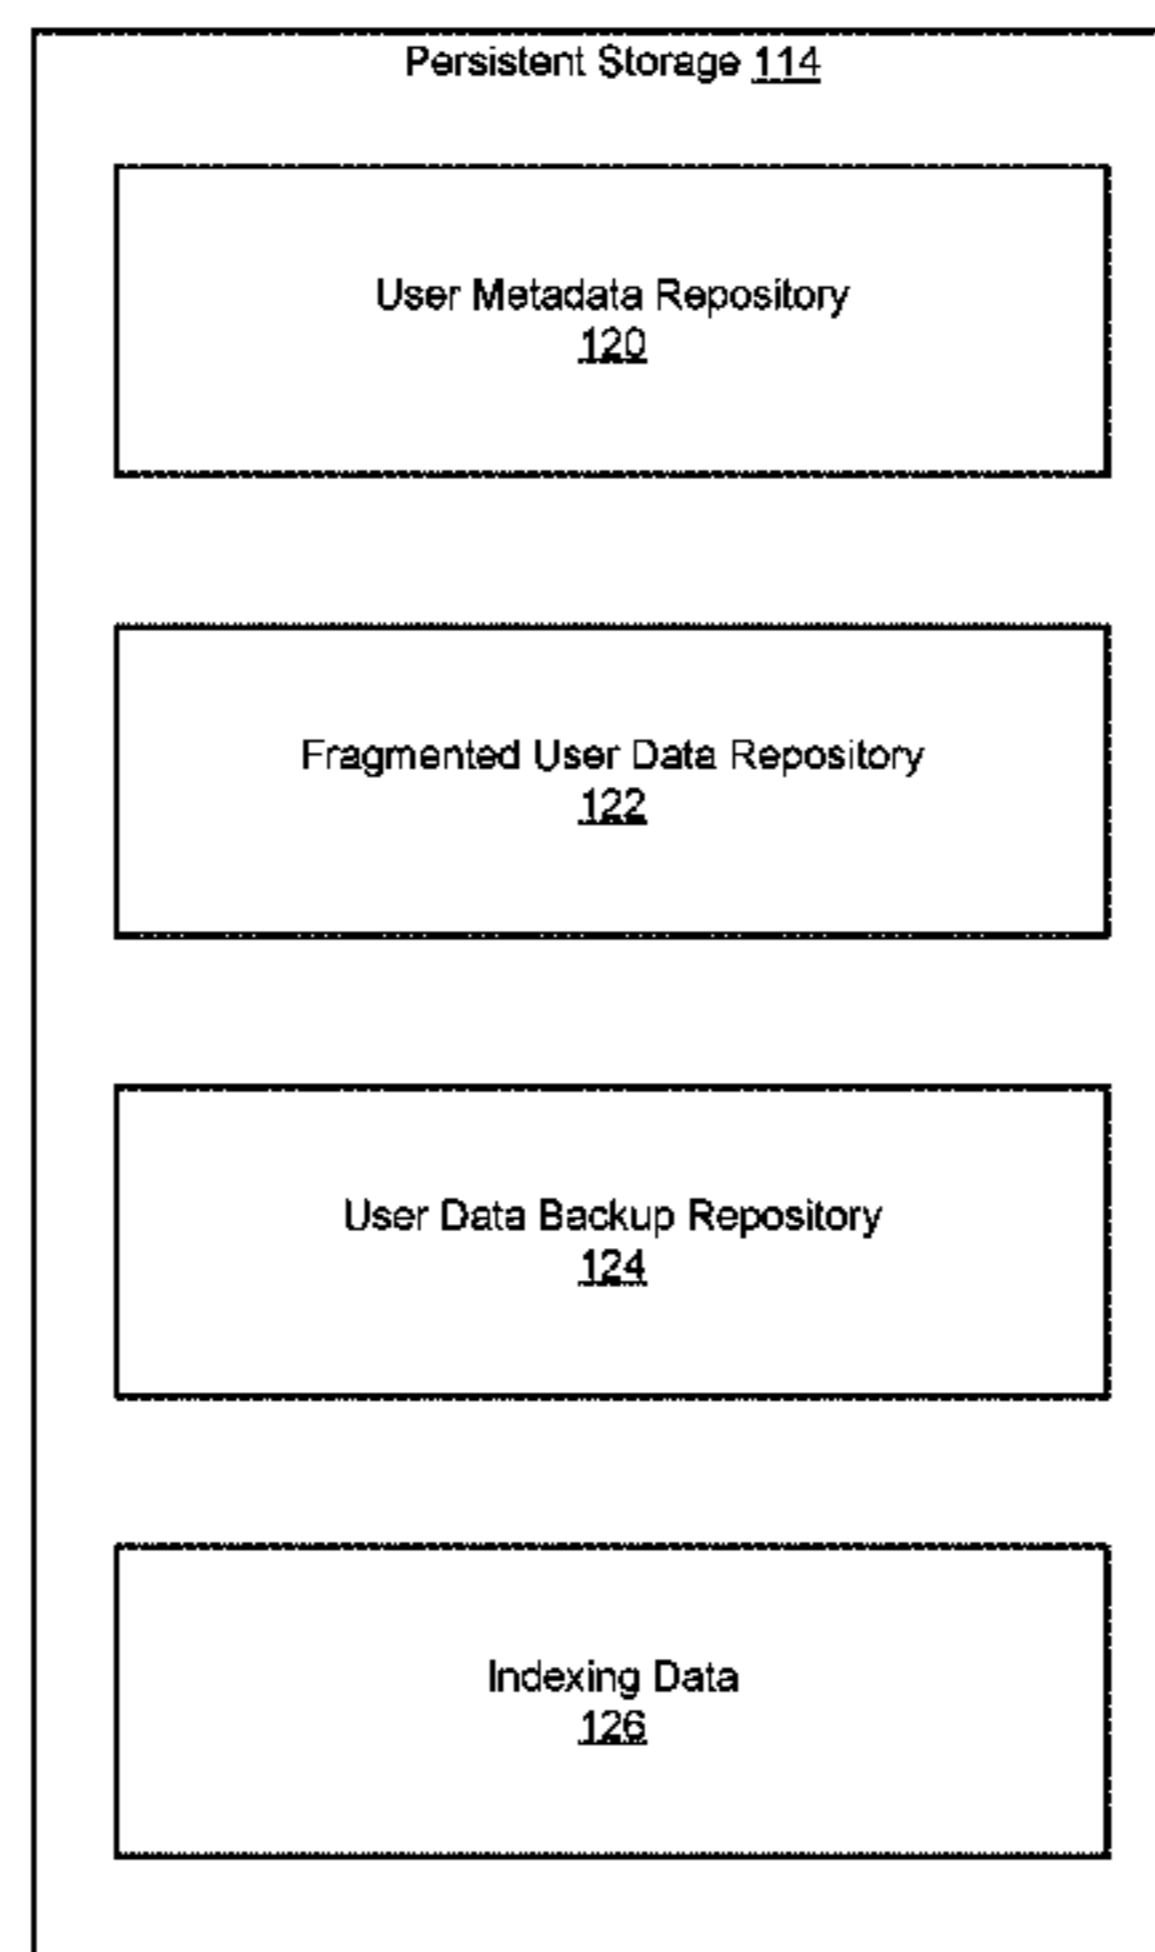 Persistent Storage 114
User Metadata Repository
120
Fragmented User Data Repository
122
User Data Backup Repository
124
Indexing Data
126